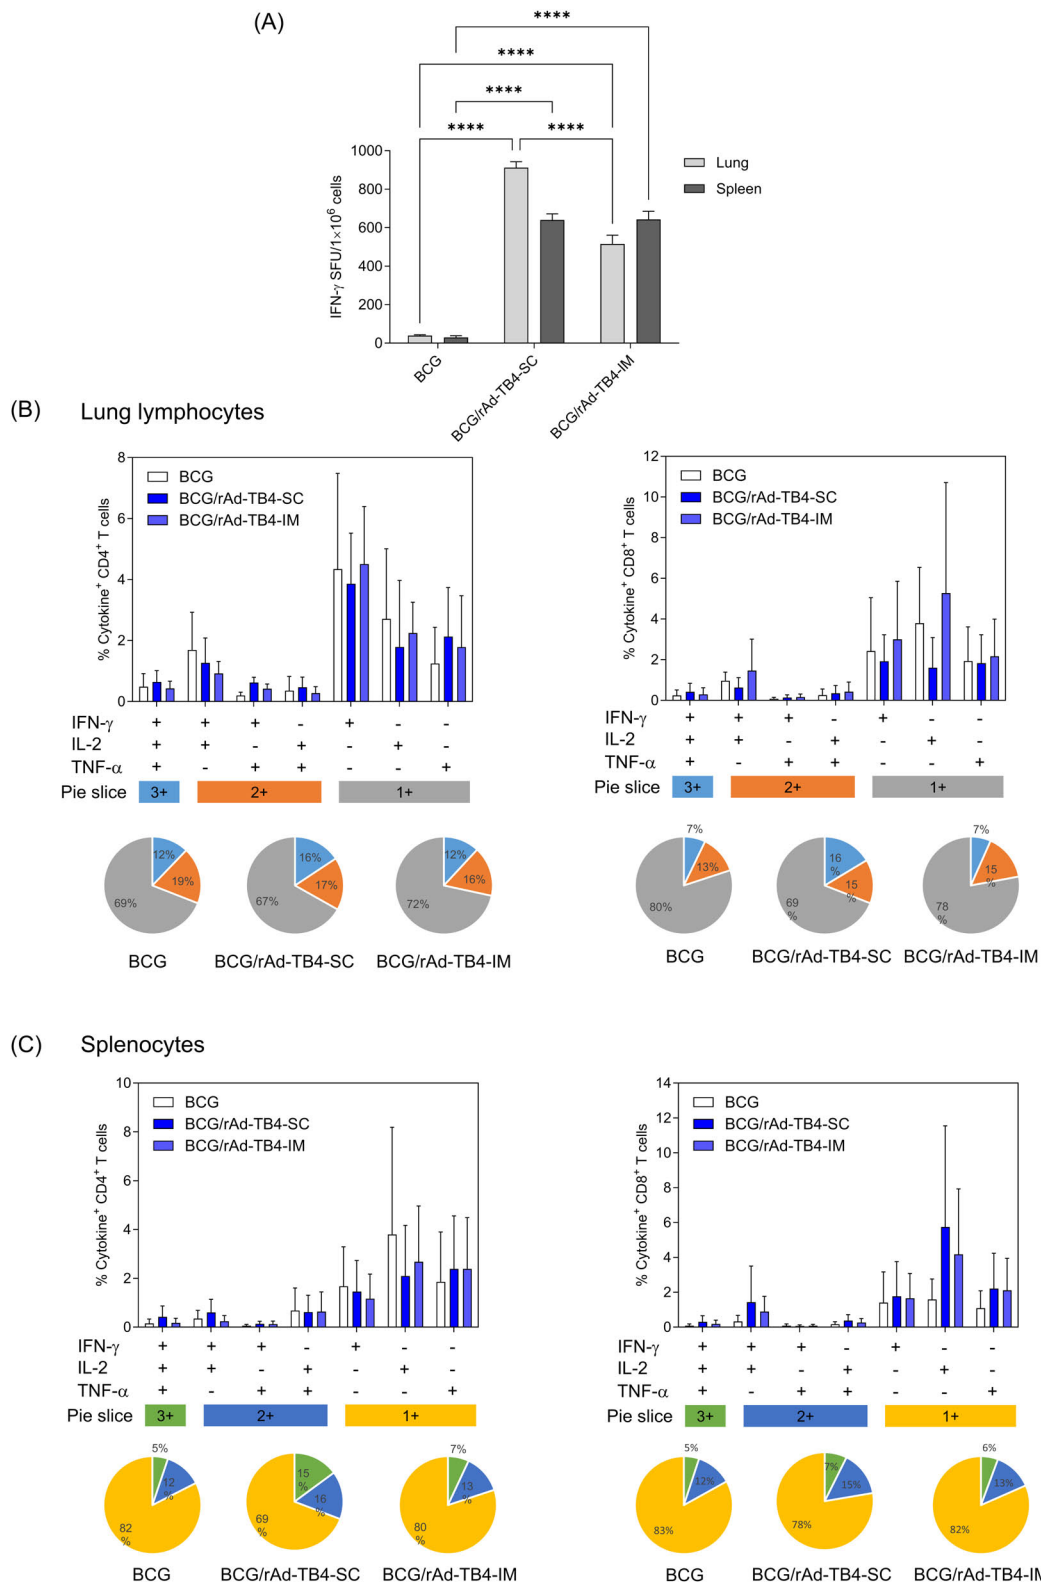 (A)
****
****
****
**** ****
1000
800
600
400
200
0
IFN-γ SFU/1×10⁶ cells
Lung
Spleen
BCG
BCG/rAd-TB4-SC
BCG/rAd-TB4-IM
(B) Lung lymphocytes
8
6
4
2
0
% Cytokine⁺ CD4⁺ T cells
BCG
BCG/rAd-TB4-SC
BCG/rAd-TB4-IM
IFN-γ + + + - + - -
IL-2 + + - + - + -
TNF-α + - + + - - +
Pie slice 3+ 2+ 1+
12% 19% 69%
16% 17% 67%
12% 16% 72%
BCG BCG/rAd-TB4-SC BCG/rAd-TB4-IM
12
10
8
6
4
2
0
% Cytokine⁺ CD8⁺ T cells
BCG
BCG/rAd-TB4-SC
BCG/rAd-TB4-IM
IFN-γ + + + - + - -
IL-2 + + - + - + -
TNF-α + - + + - - +
Pie slice 3+ 2+ 1+
7% 13% 80%
16% 15% 69%
7% 15% 78%
BCG BCG/rAd-TB4-SC BCG/rAd-TB4-IM
(C) Splenocytes
10
8
6
4
2
0
% Cytokine⁺ CD4⁺ T cells
BCG
BCG/rAd-TB4-SC
BCG/rAd-TB4-IM
IFN-γ + + + - + - -
IL-2 + + - + - + -
TNF-α + - + + - - +
Pie slice 3+ 2+ 1+
5% 12% 82%
15% 16% 69%
7% 13% 80%
BCG BCG/rAd-TB4-SC BCG/rAd-TB4-IM
14
12
10
8
6
4
2
0
% Cytokine⁺ CD8⁺ T cells
BCG
BCG/rAd-TB4-SC
BCG/rAd-TB4-IM
IFN-γ + + + - + - -
IL-2 + + - + - + -
TNF-α + - + + - - +
Pie slice 3+ 2+ 1+
5% 12% 83%
7% 15% 78%
6% 13% 82%
BCG BCG/rAd-TB4-SC BCG/rAd-TB4-IM